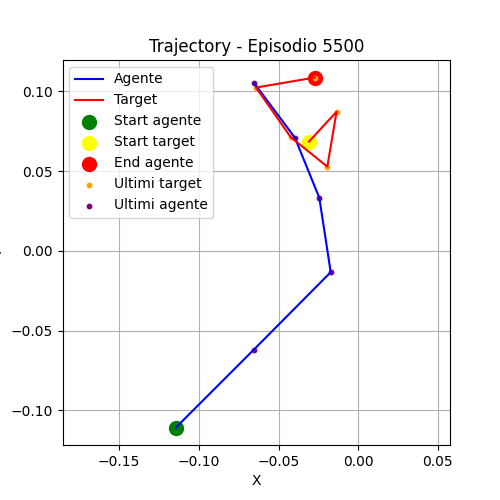 Trajectory - Episodio 5500
Agente
Target
Start agente
Start target
End agente
Ultimi target
Ultimi agente
0.10
0.05
0.00
−0.05
−0.10
−0.15
−0.10
−0.05
0.00
0.05
X